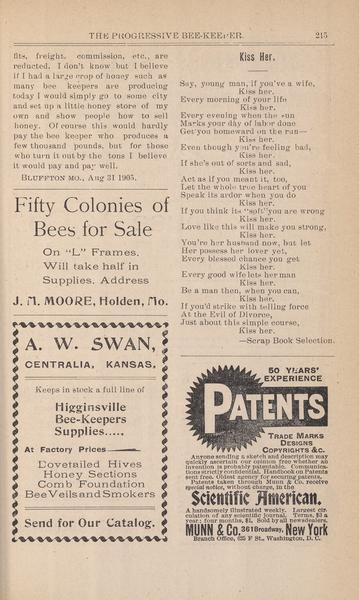 THE PROGRESSIVE BEE-KEEPER. 215
fits, freight, commission, etc., are
reducted. I don't know but I believe
if I had a large crop of honey such as
many bee keepers are producing
today I would simply go to some city
and set up a little honey store of my
own and show people how to sell
honey. Of course this would hardly
pay the bee keeper who produces a
few thousand pounds, but for those
who turn it out by the tons I believe
it would pay and pay well.
BLUFFTON MO., Aug 31 1905.
Fifty Colonies of
Bees for Sale
On "L" Frames.
Will take half in
Supplies. Address
J. M. MOORE, Holden, Mo.
A. W. SWAN,
CENTRALIA, KANSAS,
Keeps in stock a full line of
Higginsville
Bee-Keepers
Supplies.....
At Factory Prices
Dovetailed Hives
Honey Sections
Comb Foundation
Bee Veils and Smokers
Send for Our Catalog.
Kiss Her.
Say, young man, if you've a wife,
Kiss her.
Every morning of your life
Kiss her.
Every evening when the sun
Marks your day of labor done
Get you homeward on the run—
Kiss her.
Even though you're feeling bad,
Kiss her.
If she's out of sorts and sad,
Kiss her.
Act as if you meant it, too,
Let the whole true heart of you
Speak its ardor when you do
Kiss her.
If you think its "soft" you are wrong
Kiss her.
Love like this will make you strong,
Kiss her.
You're her husband now, but let
Her possess her lover yet,
Every blessed chance you get
Kiss her.
Every good wife lets her man
Kiss her.
Be a man then, when you can,
Kiss her.
If you'd strike with telling force
At the Evil of Divorce,
Just about this simple course,
Kiss her.
—Scrap Book Selection.
50 YEARS'
EXPERIENCE
PATENTS
TRADE MARKS
DESIGNS
COPYRIGHTS &C.
Anyone sending a sketch and description may
quickly ascertain our opinion free whether an
invention is probably patentable. Communica-
tions strictly confidential. Handbook on Patents
sent free. Oldest agency for securing patents.
Patents taken through Munn & Co. receive
special notice, without charge, in the
Scientific American.
A handsomely illustrated weekly. Largest cir-
culation of any scientific journal. Terms, $3 a
year; four months, $1. Sold by all newsdealers.
MUNN & Co. 361 Broadway, New York
Branch Office, 625 F St., Washington, D. C.